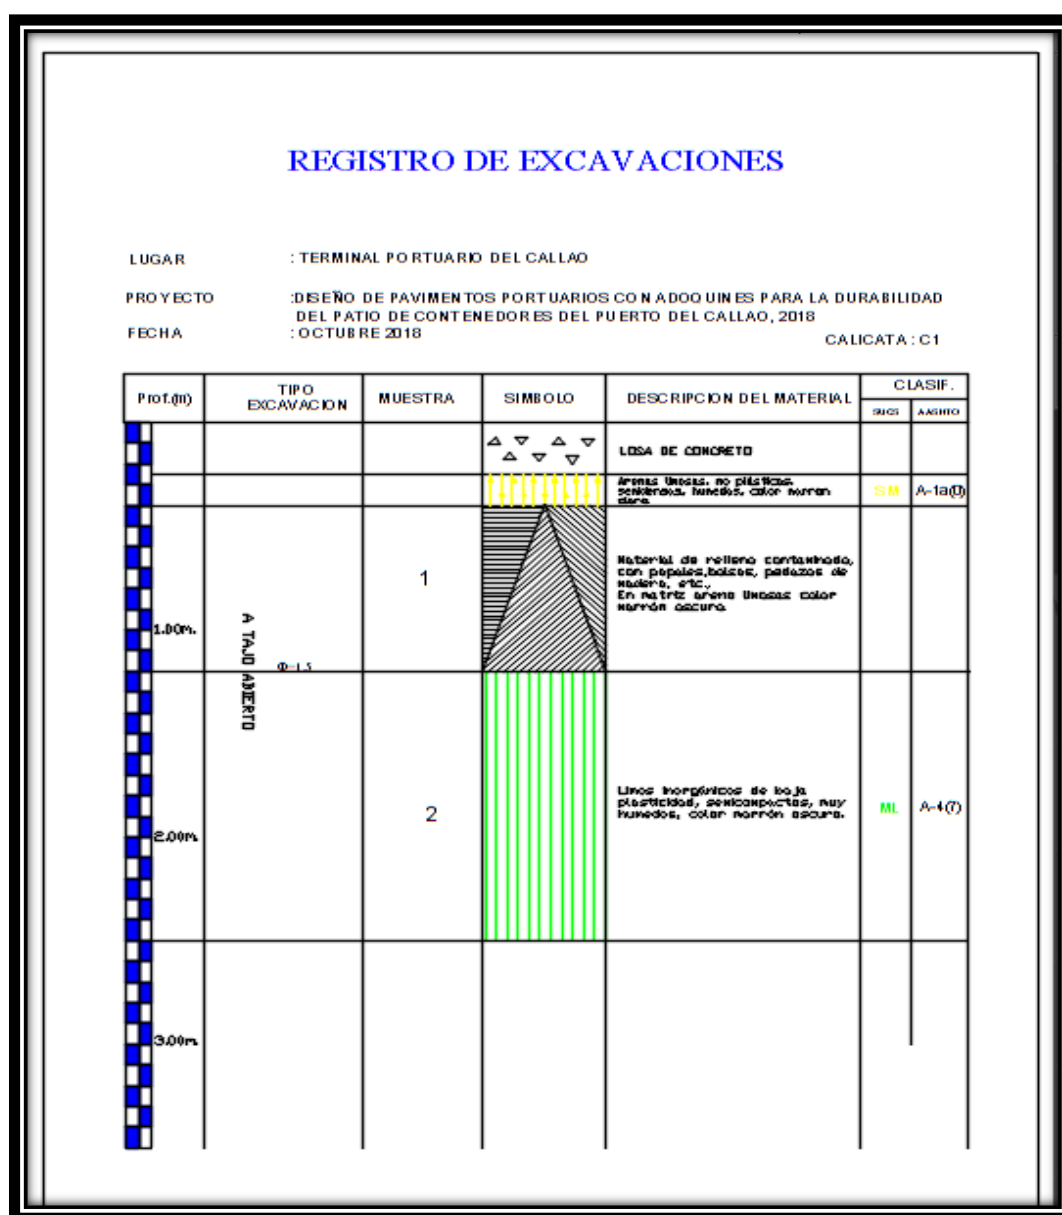 REGISTRO DE EXCAVACIONES
LUGAR : TERMINAL PORTUARIO DEL CALLAO
PROYECTO :DISEÑO DE PAVIMENTOS PORTUARIOS CON ADOQUINES PARA LA DURABILIDAD
DEL PATIO DE CONTENEDORES DEL PUERTO DEL CALLAO, 2018
FECHA : OCTUBRE 2018
CALICATA : C1
Prof.(m) TIPO EXCAVACION MUESTRA SIMBOLO DESCRIPCION DEL MATERIAL CLASIF.
SUCS AASHTO
LOSA DE CONCRETO
Arenas limosas, no plásticas,
semidensas, humedas, color marron
claro.
SM A-1a(0)
1
Material de relleno contaminado,
con papeles,bolsas, pedazos de
madera, etc.,
En matriz arena limosas color
marrón oscuro
1.00m.
A TAJO ABIERTO
2
Limos inorgánicos de baja
plasticidad, semicompactos, muy
humedos, color marrón oscuro.
ML A-4(7)
2.00m.
3.00m.